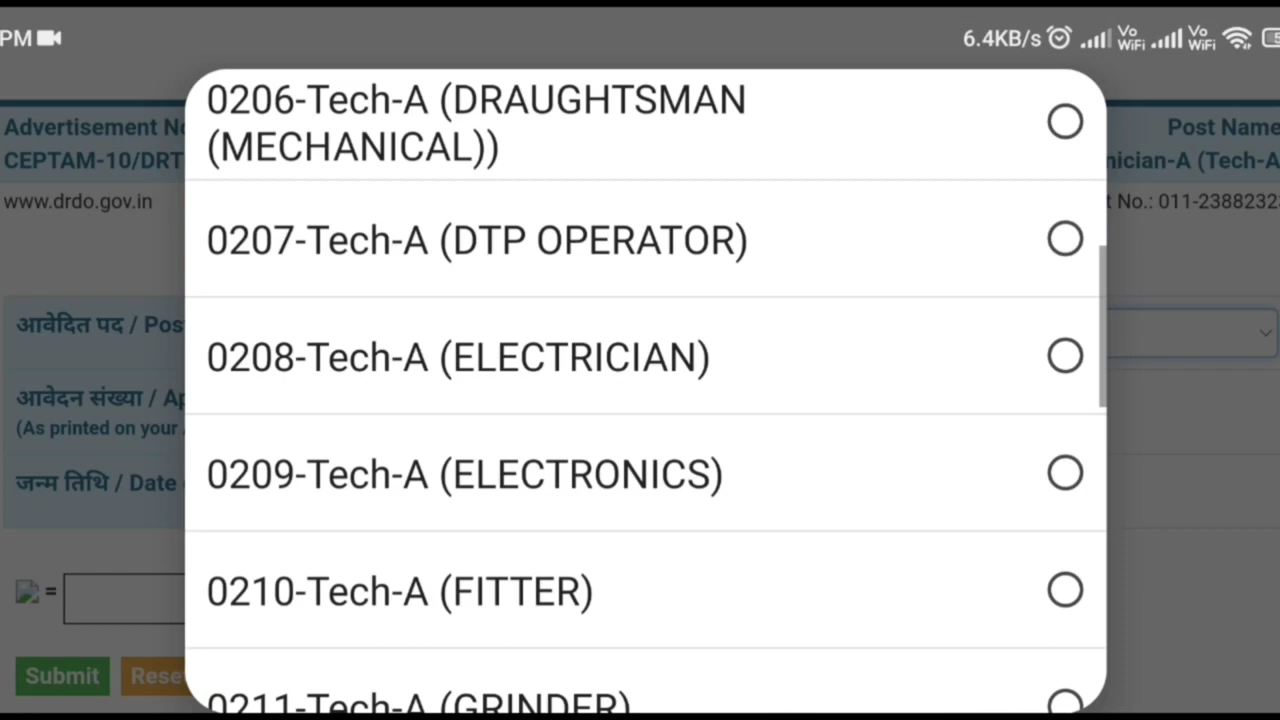 PM
6.4KB/s Vo WiFi Vo WiFi
0206-Tech-A (DRAUGHTSMAN
(MECHANICAL))
0207-Tech-A (DTP OPERATOR)
0208-Tech-A (ELECTRICIAN)
0209-Tech-A (ELECTRONICS)
0210-Tech-A (FITTER)
0211-Tech-A (GRINDER)
Advertisement No
CEPTAM-10/DRT
Post Name
nician-A (Tech-A
www.drdo.gov.in
t No.: 011-2388232
आवेदित पद / Pos
आवेदन संख्या / Ap
(As printed on your
जन्म तिथि / Date
=
Submit
Rese